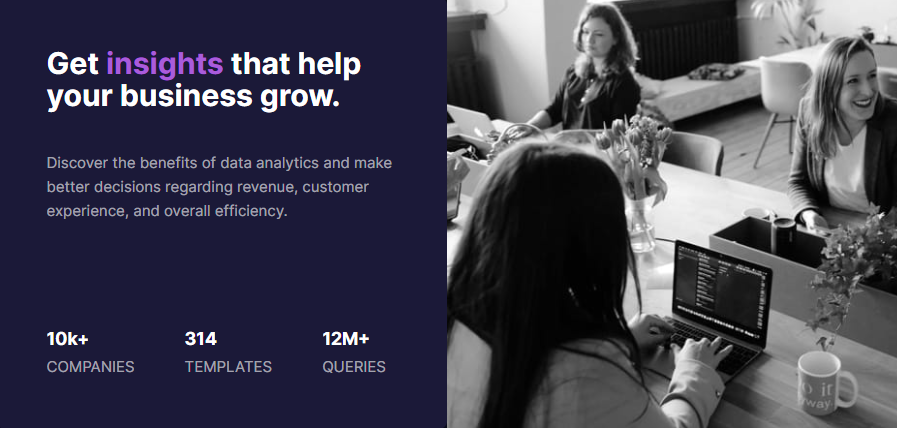 Get insights that help
your business grow.
Discover the benefits of data analytics and make
better decisions regarding revenue, customer
experience, and overall efficiency.
10k+ 314 12M+
COMPANIES TEMPLATES QUERIES
o it
yway.